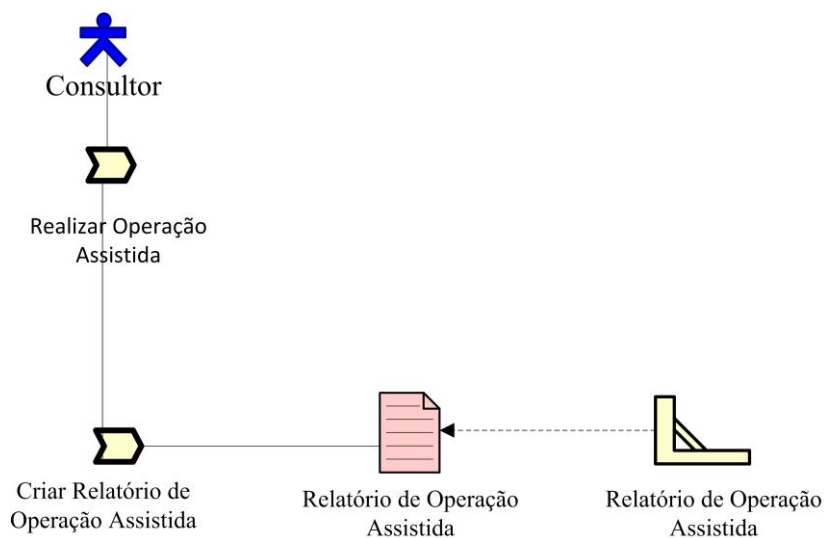 Consultor
Realizar Operação
Assistida
Criar Relatório de
Operação Assistida
Relatório de Operação
Assistida
Relatório de Operação
Assistida